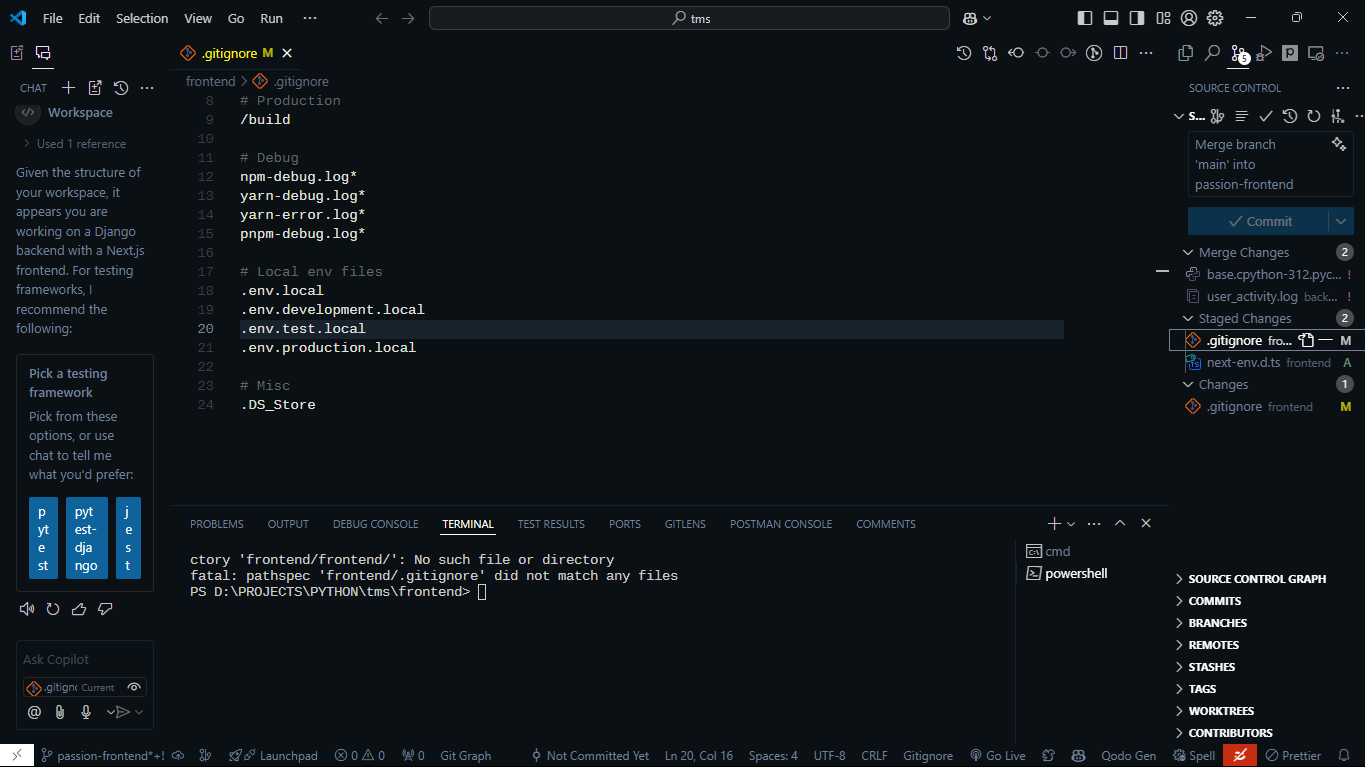 File Edit Selection View Go Run ···
tms
CHAT
Workspace
Used 1 reference
Given the structure of
your workspace, it
appears you are
working on a Django
backend with a Next.js
frontend. For testing
frameworks, I
recommend the
following:
Pick a testing
framework
Pick from these
options, or use
chat to tell me
what you'd prefer:
p
yt
e
st
pyt
est-
dja
ngo
j
e
s
t
Ask Copilot
.gitignc Current
@
.gitignore M
frontend > .gitignore
8 # Production
9 /build
10
11 # Debug
12 npm-debug.log*
13 yarn-debug.log*
14 yarn-error.log*
15 pnpm-debug.log*
16
17 # Local env files
18 .env.local
19 .env.development.local
20 .env.test.local
21 .env.production.local
22
23 # Misc
24 .DS_Store
PROBLEMS OUTPUT DEBUG CONSOLE TERMINAL TEST RESULTS PORTS GITLENS POSTMAN CONSOLE COMMENTS
ctory 'frontend/frontend/': No such file or directory
fatal: pathspec 'frontend/.gitignore' did not match any files
PS D:\PROJECTS\PYTHON\tms\frontend>
cmd
powershell
5
SOURCE CONTROL
S...
Merge branch
'main' into
passion-frontend
Commit
Merge Changes 2
base.cpython-312.pyc... !
user_activity.log back... !
Staged Changes 2
.gitignore fro... M
next-env.d.ts frontend A
Changes 1
.gitignore frontend M
SOURCE CONTROL GRAPH
COMMITS
BRANCHES
REMOTES
STASHES
TAGS
WORKTREES
CONTRIBUTORS
passion-frontend*+! Launchpad 0 0 0 Git Graph Not Committed Yet Ln 20, Col 16 Spaces: 4 UTF-8 CRLF Gitignore Go Live Qodo Gen Spell Prettier